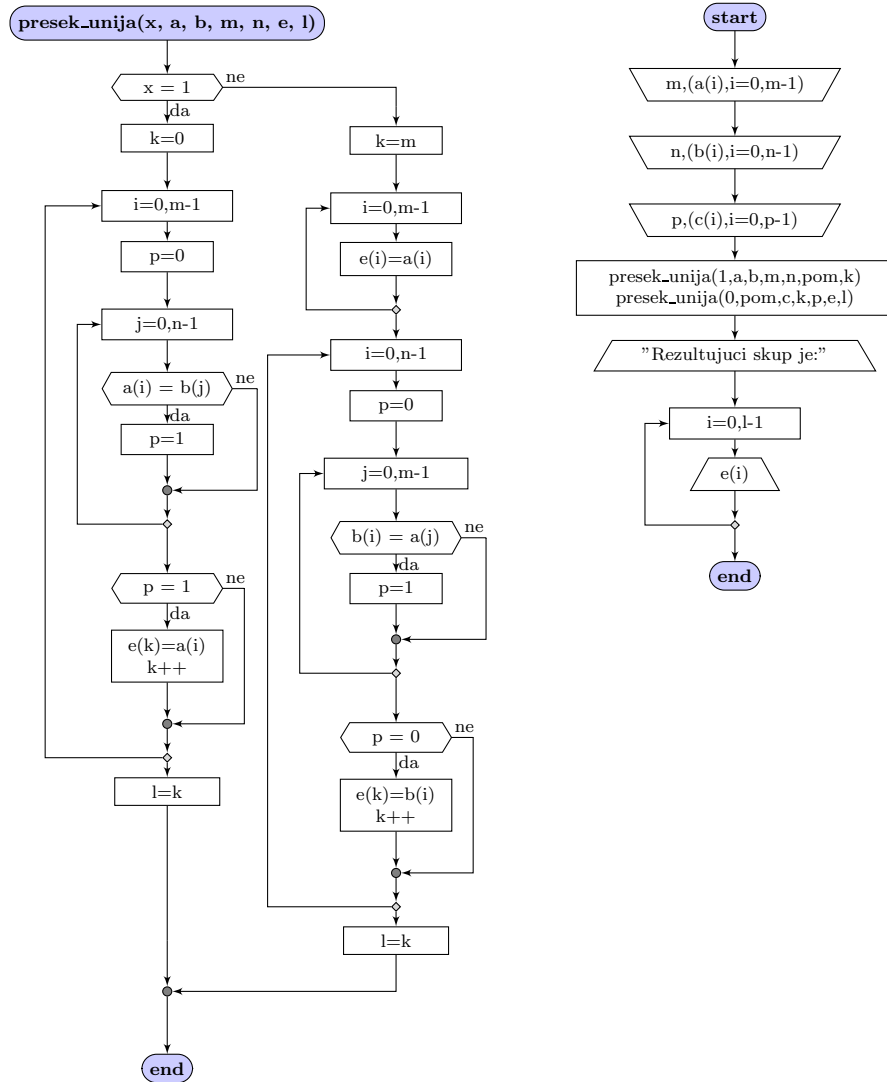 presek_unija(x, a, b, m, n, e, l)
x = 1
ne
da
k=0
i=0,m-1
p=0
j=0,n-1
a(i) = b(j)
ne
da
p=1
p = 1
ne
da
e(k)=a(i)
k++
l=k
k=m
i=0,m-1
e(i)=a(i)
i=0,n-1
p=0
j=0,m-1
b(i) = a(j)
ne
da
p=1
p = 0
ne
da
e(k)=b(i)
k++
l=k
end
start
m,(a(i),i=0,m-1)
n,(b(i),i=0,n-1)
p,(c(i),i=0,p-1)
presek_unija(1,a,b,m,n,pom,k)
presek_unija(0,pom,c,k,p,e,l)
"Rezultujuci skup je:"
i=0,l-1
e(i)
end